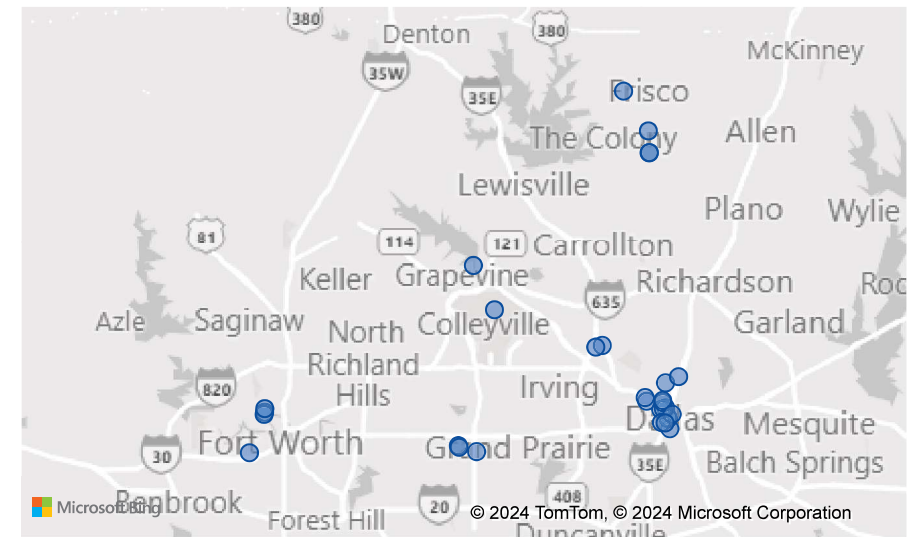 380
Denton
380
McKinney
35W
35E
Frisco
The Colony
Allen
Lewisville
Plano
Wylie
81
114
121
Carrollton
Keller
Grapevine
Richardson
Roc
635
Azle
Saginaw
North
Richland
Hills
Colleyville
Garland
820
Irving
Dallas
Mesquite
Fort Worth
Grand Prairie
30
35E
Balch Springs
Microsoft Bing
Benbrook
20
408
Forest Hill
© 2024 TomTom, © 2024 Microsoft Corporation
Duncanville